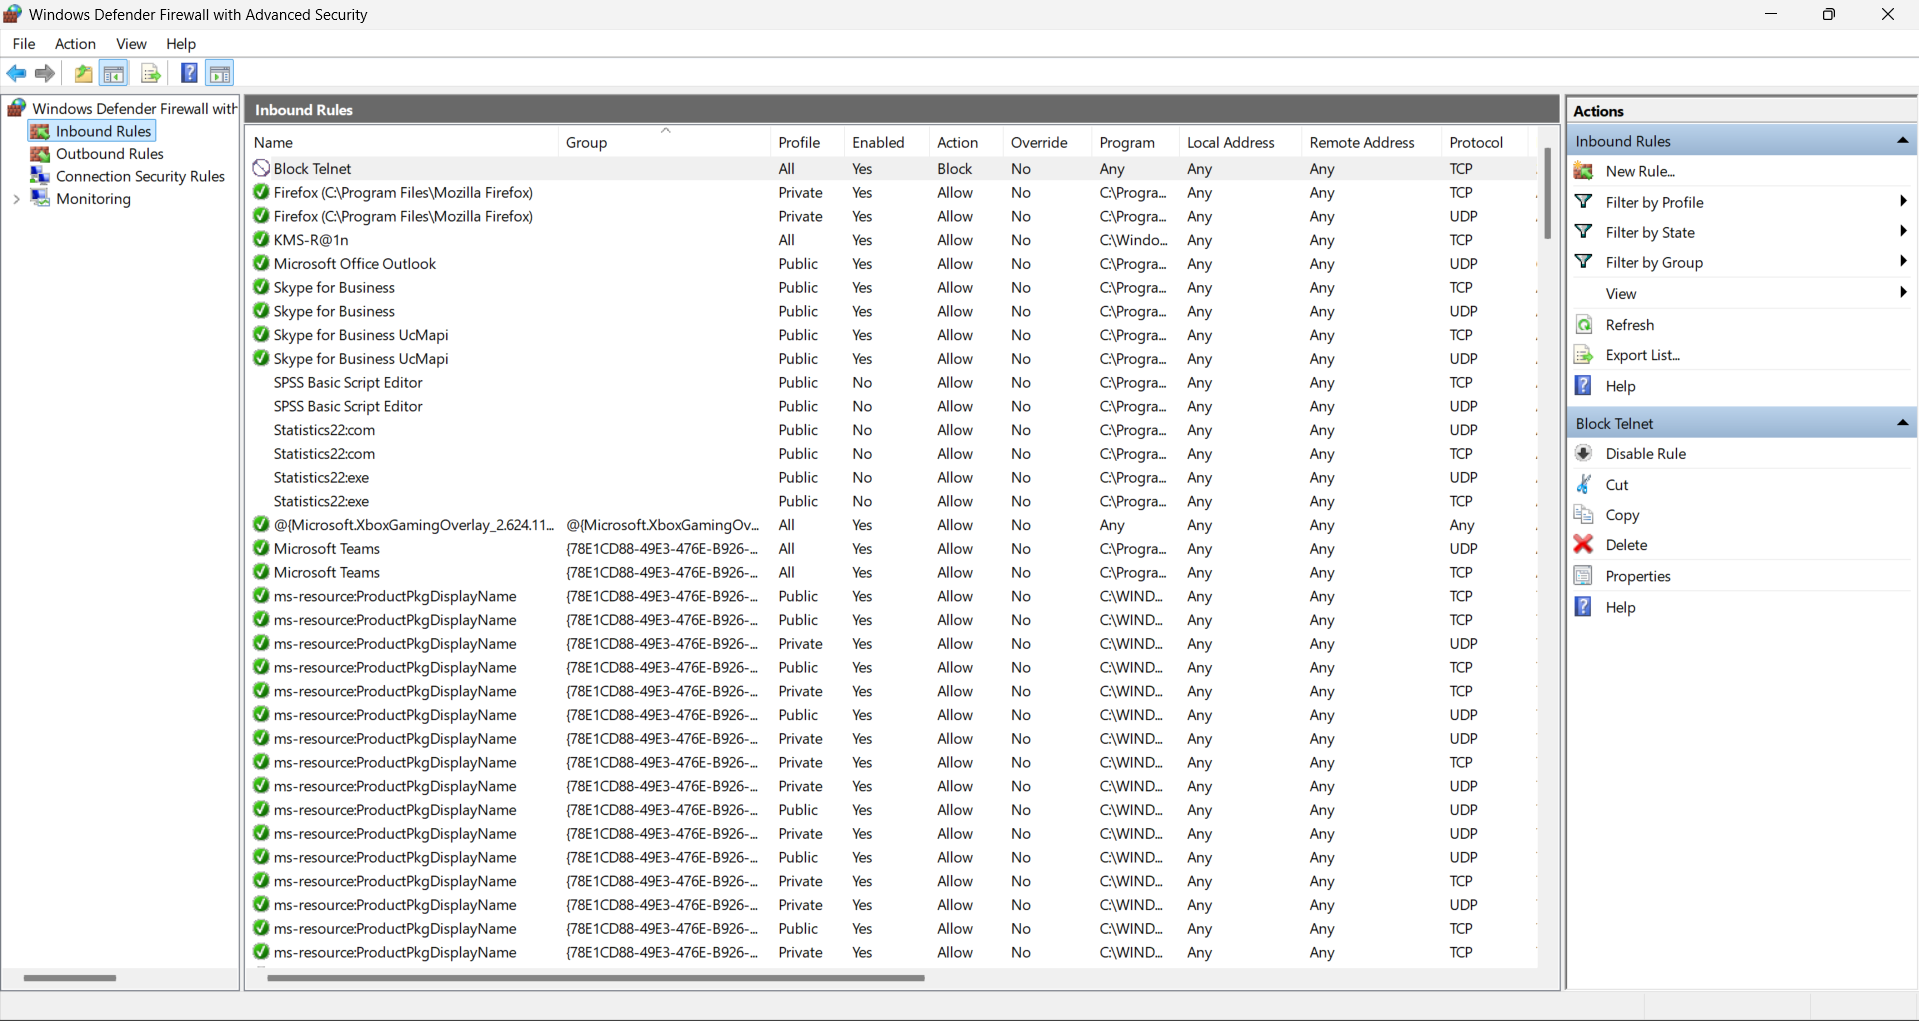 Windows Defender Firewall with Advanced Security
File Action View Help
Windows Defender Firewall with
Inbound Rules
Outbound Rules
Connection Security Rules
Monitoring
Inbound Rules
Name Group Profile Enabled Action Override Program Local Address Remote Address Protocol
Block Telnet All Yes Block No Any Any Any TCP
Firefox (C:\Program Files\Mozilla Firefox) Private Yes Allow No C:\Progra... Any Any TCP
Firefox (C:\Program Files\Mozilla Firefox) Private Yes Allow No C:\Progra... Any Any UDP
KMS-R@1n All Yes Allow No C:\Windo... Any Any TCP
Microsoft Office Outlook Public Yes Allow No C:\Progra... Any Any UDP
Skype for Business Public Yes Allow No C:\Progra... Any Any TCP
Skype for Business Public Yes Allow No C:\Progra... Any Any UDP
Skype for Business UcMapi Public Yes Allow No C:\Progra... Any Any TCP
Skype for Business UcMapi Public Yes Allow No C:\Progra... Any Any UDP
SPSS Basic Script Editor Public No Allow No C:\Progra... Any Any TCP
SPSS Basic Script Editor Public No Allow No C:\Progra... Any Any UDP
Statistics22:com Public No Allow No C:\Progra... Any Any UDP
Statistics22:com Public No Allow No C:\Progra... Any Any TCP
Statistics22:exe Public No Allow No C:\Progra... Any Any UDP
Statistics22:exe Public No Allow No C:\Progra... Any Any TCP
@{Microsoft.XboxGamingOverlay_2.624.11... @{Microsoft.XboxGamingOv... All Yes Allow No Any Any Any Any
Microsoft Teams {78E1CD88-49E3-476E-B926-... All Yes Allow No C:\Progra... Any Any UDP
Microsoft Teams {78E1CD88-49E3-476E-B926-... All Yes Allow No C:\Progra... Any Any TCP
ms-resource:ProductPkgDisplayName {78E1CD88-49E3-476E-B926-... Public Yes Allow No C:\WIND... Any Any TCP
ms-resource:ProductPkgDisplayName {78E1CD88-49E3-476E-B926-... Public Yes Allow No C:\WIND... Any Any TCP
ms-resource:ProductPkgDisplayName {78E1CD88-49E3-476E-B926-... Private Yes Allow No C:\WIND... Any Any UDP
ms-resource:ProductPkgDisplayName {78E1CD88-49E3-476E-B926-... Public Yes Allow No C:\WIND... Any Any TCP
ms-resource:ProductPkgDisplayName {78E1CD88-49E3-476E-B926-... Private Yes Allow No C:\WIND... Any Any TCP
ms-resource:ProductPkgDisplayName {78E1CD88-49E3-476E-B926-... Public Yes Allow No C:\WIND... Any Any UDP
ms-resource:ProductPkgDisplayName {78E1CD88-49E3-476E-B926-... Private Yes Allow No C:\WIND... Any Any UDP
ms-resource:ProductPkgDisplayName {78E1CD88-49E3-476E-B926-... Private Yes Allow No C:\WIND... Any Any TCP
ms-resource:ProductPkgDisplayName {78E1CD88-49E3-476E-B926-... Private Yes Allow No C:\WIND... Any Any UDP
ms-resource:ProductPkgDisplayName {78E1CD88-49E3-476E-B926-... Public Yes Allow No C:\WIND... Any Any UDP
ms-resource:ProductPkgDisplayName {78E1CD88-49E3-476E-B926-... Private Yes Allow No C:\WIND... Any Any UDP
ms-resource:ProductPkgDisplayName {78E1CD88-49E3-476E-B926-... Public Yes Allow No C:\WIND... Any Any UDP
ms-resource:ProductPkgDisplayName {78E1CD88-49E3-476E-B926-... Private Yes Allow No C:\WIND... Any Any TCP
ms-resource:ProductPkgDisplayName {78E1CD88-49E3-476E-B926-... Private Yes Allow No C:\WIND... Any Any UDP
ms-resource:ProductPkgDisplayName {78E1CD88-49E3-476E-B926-... Public Yes Allow No C:\WIND... Any Any TCP
ms-resource:ProductPkgDisplayName {78E1CD88-49E3-476E-B926-... Private Yes Allow No C:\WIND... Any Any TCP
Actions
Inbound Rules
New Rule...
Filter by Profile
Filter by State
Filter by Group
View
Refresh
Export List...
Help
Block Telnet
Disable Rule
Cut
Copy
Delete
Properties
Help